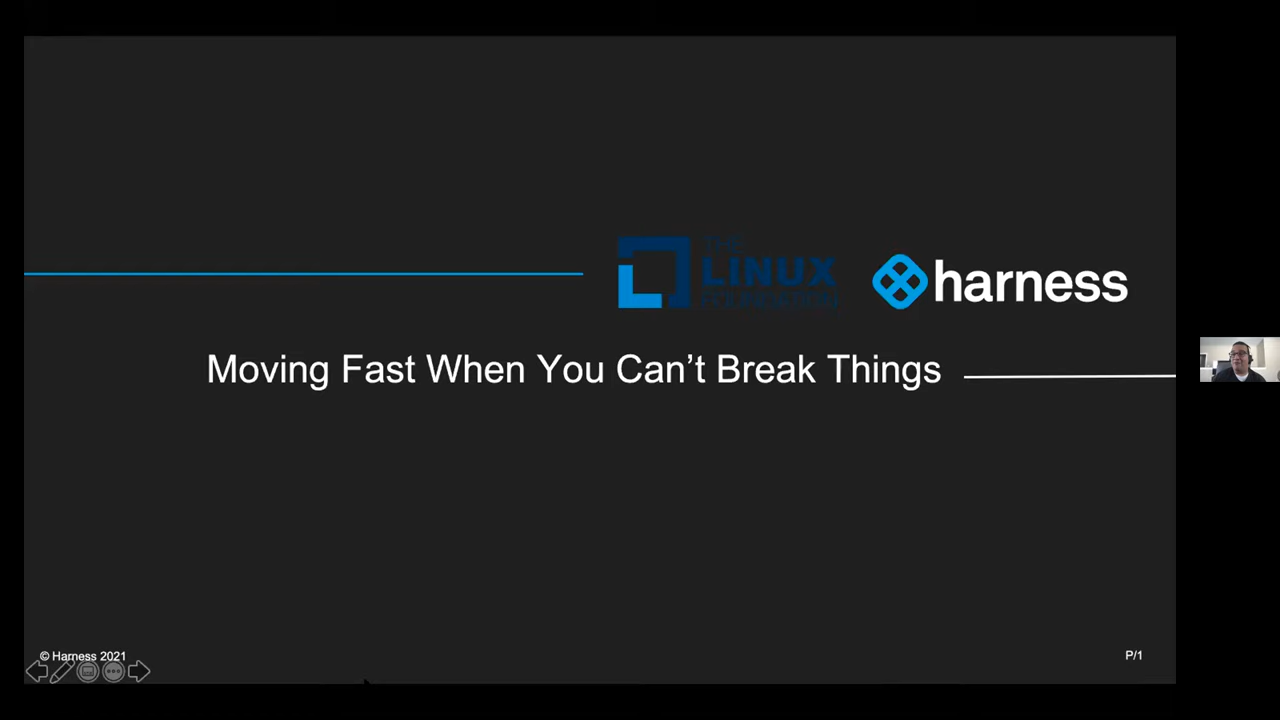 THE
LINUX
FOUNDATION
harness
Moving Fast When You Can’t Break Things
© Harness 2021
P/1